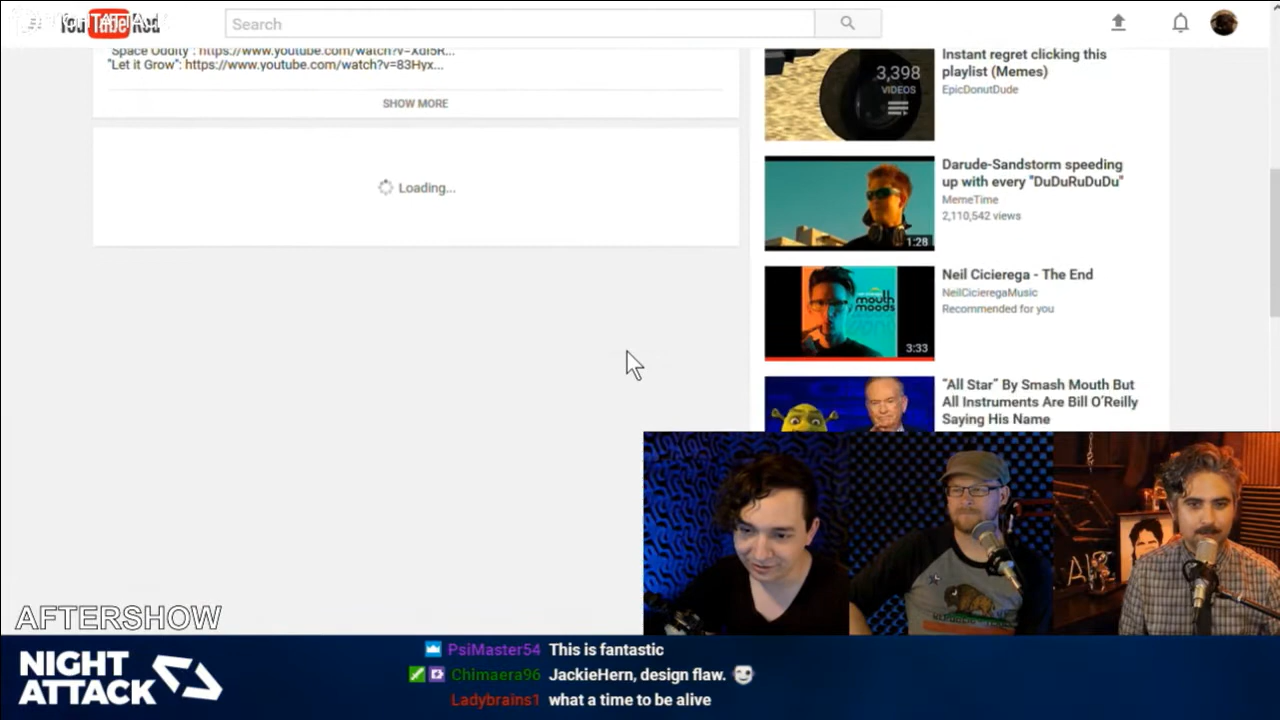 YouTube Red
Search
"Space Oddity": https://www.youtube.com/watch?v=Xdf5R...
"Let it Grow": https://www.youtube.com/watch?v=83Hyx...
SHOW MORE
Loading...
3,398
VIDEOS
Instant regret clicking this
playlist (Memes)
EpicDonutDude
1:28
Darude-Sandstorm speeding
up with every "DuDuRuDuDu"
MemeTime
2,110,542 views
mouth
moods
3:33
Neil Cicierega - The End
NeilCicieregaMusic
Recommended for you
"All Star" By Smash Mouth But
All Instruments Are Bill O'Reilly
Saying His Name
AFTERSHOW
NIGHT
ATTACK
PsiMaster54 This is fantastic
Chimaera96 JackieHern, design flaw.
Ladybrains1 what a time to be alive